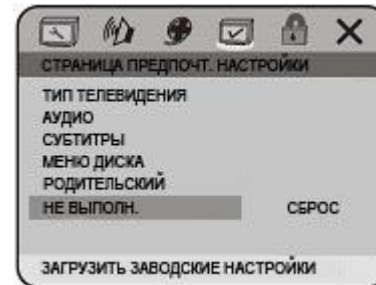 СТРАНИЦА ПРЕДПОЧТ. НАСТРОЙКИ
ТИП ТЕЛЕВИДЕНИЯ
АУДИО
СУБТИТРЫ
МЕНЮ ДИСКА
РОДИТЕЛЬСКИЙ
НЕ ВЫПОЛН. СБРОС
ЗАГРУЗИТЬ ЗАВОДСКИЕ НАСТРОЙКИ